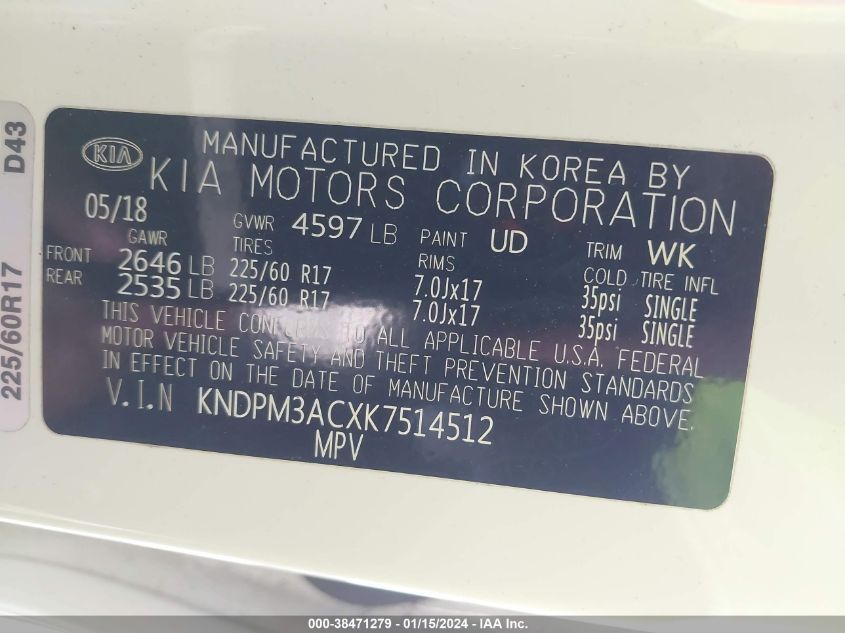 D43
225/60R17
KIA
MANUFACTURED IN KOREA BY
KIA MOTORS CORPORATION
05/18 GVWR 4597 LB PAINT UD TRIM WK
GAWR TIRES RIMS COLD TIRE INFL
FRONT 2646 LB 225/60 R17 7.0Jx17 35psi SINGLE
REAR 2535 LB 225/60 R17 7.0Jx17 35psi SINGLE
THIS VEHICLE CONFORMS TO ALL APPLICABLE U.S.A. FEDERAL
MOTOR VEHICLE SAFETY AND THEFT PREVENTION STANDARDS
IN EFFECT ON THE DATE OF MANUFACTURE SHOWN ABOVE.
V.I.N KNDPM3ACXK7514512
MPV
000-38471279 - 01/15/2024 - IAA Inc.